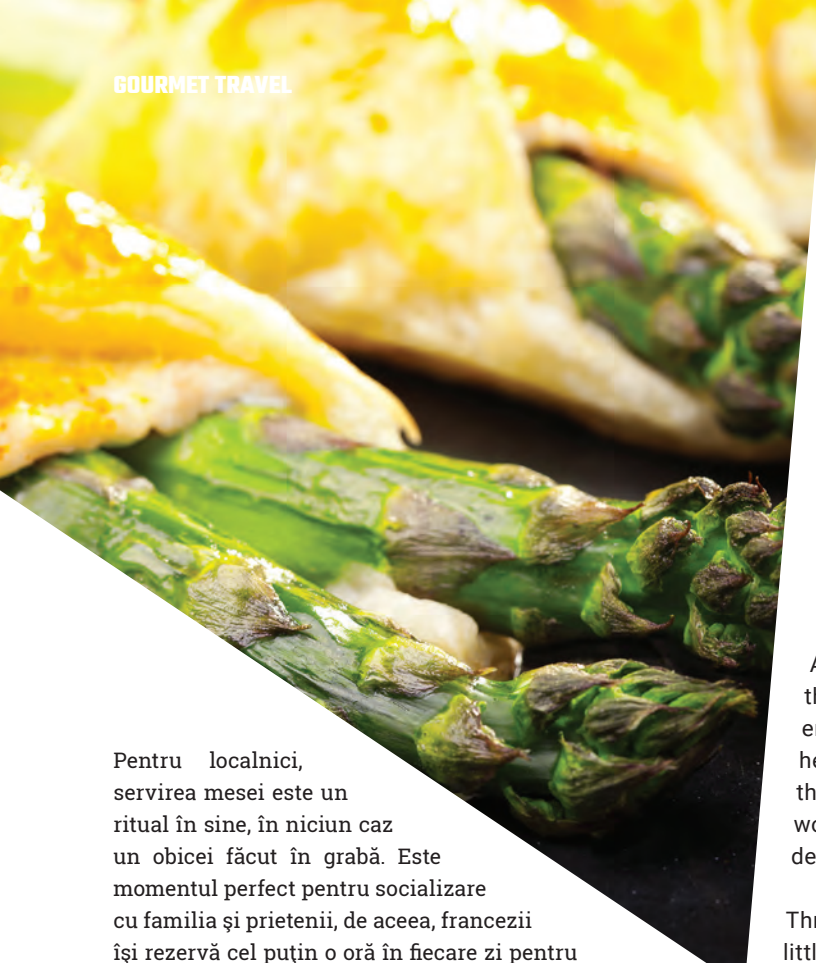 GOURMET TRAVEL
Pentru localnici,
servirea mesei este un
ritual în sine, în niciun caz
un obicei făcut în grabă. Este
momentul perfect pentru socializare
cu familia şi prietenii, de aceea, francezii
îşi rezervă cel puţin o oră în fiecare zi pentru